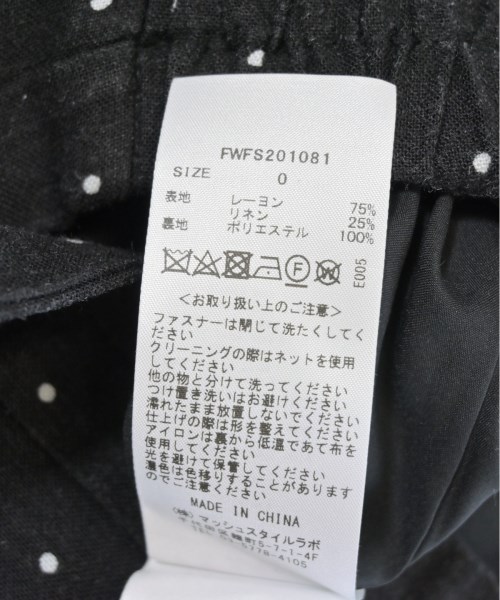 FWFS201081
SIZE 0
表地 レーヨン 75%
リネン 25%
裏地 ポリエステル 100%
F W E005
<お取り扱い上のご注意>
ファスナーは閉じて洗たくしてく
ださい
クリーニングの際はネットを使用
してください
他の物と分けて洗ってください
つけ置き洗いはお避けください
濡れたまま放置しないでください
仕上げの際は形を整えてください
アイロンは裏から低温であて布を
使用してください
光を避けて保管してください
濃色は色移りすることがあります
ご注意ください
MADE IN CHINA
(株)マッシュスタイルラボ
5-7-1-4F
5778-4105